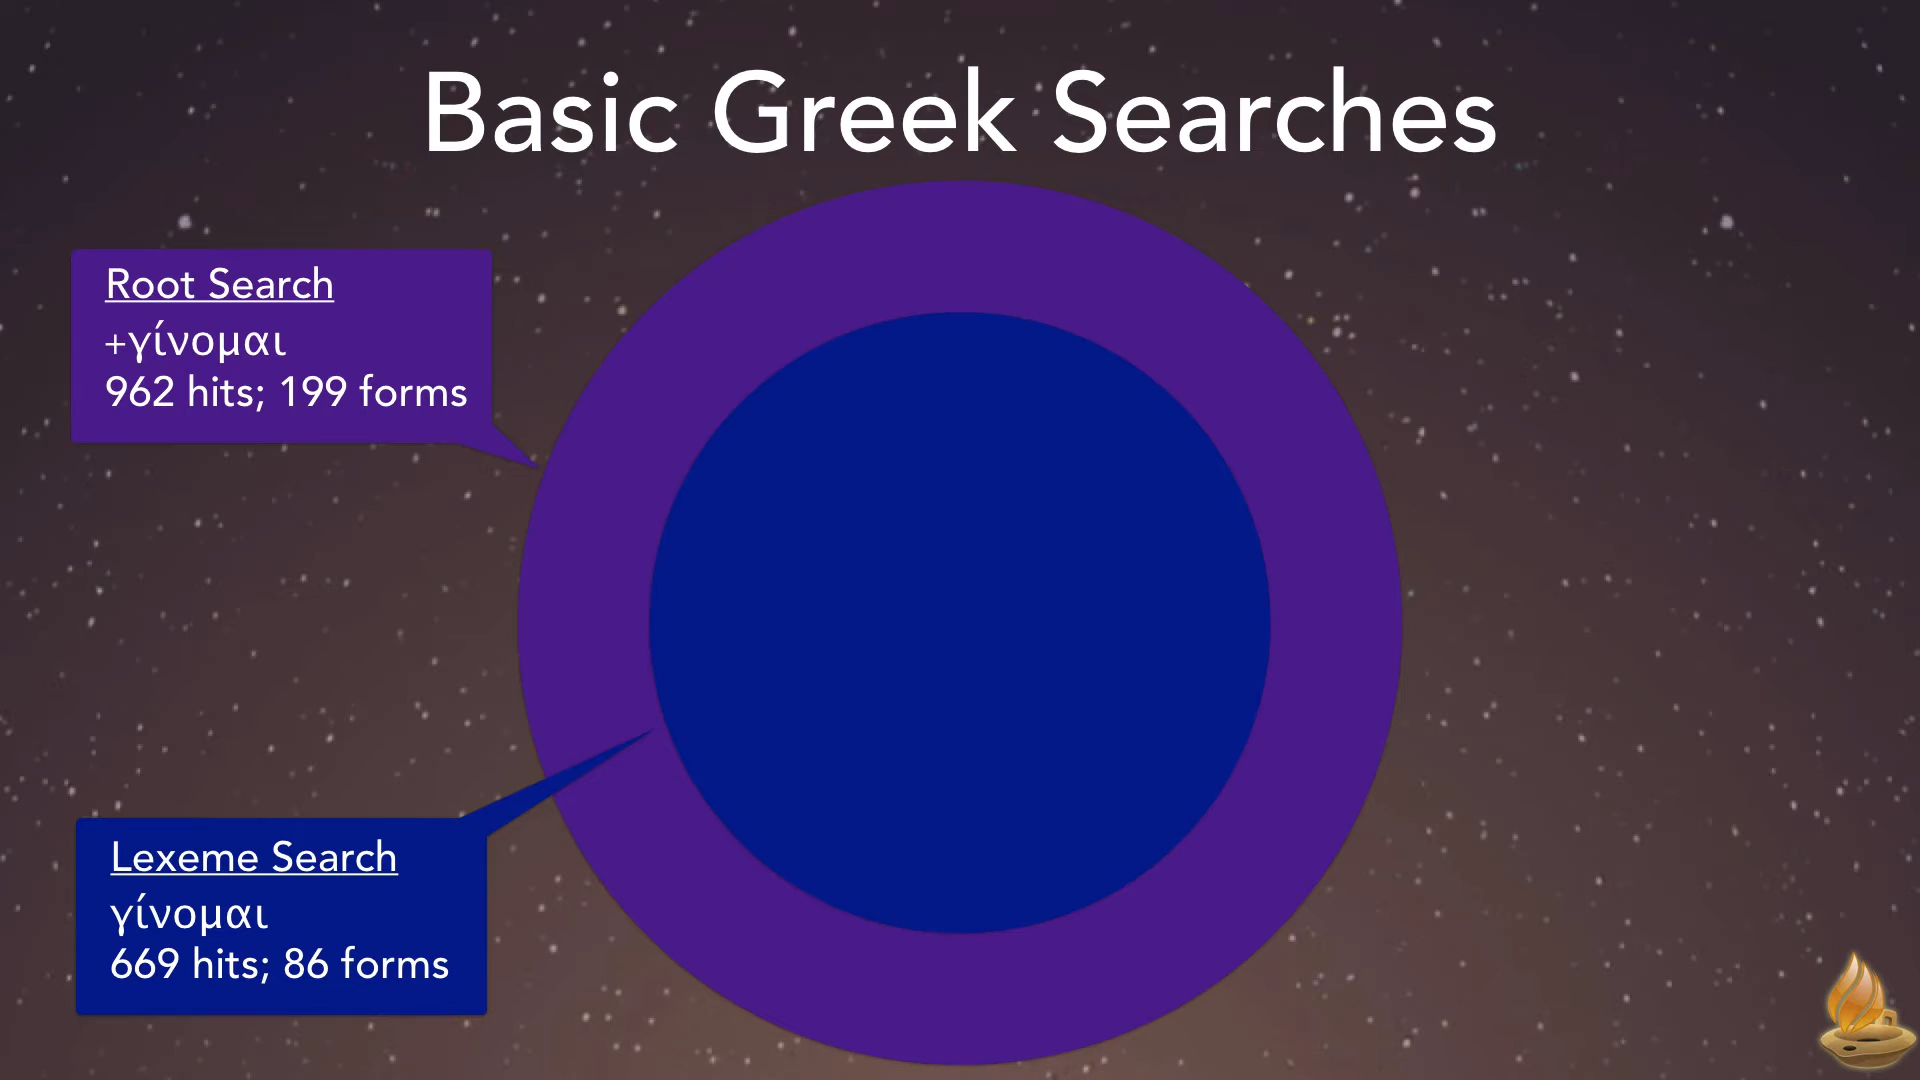 Basic Greek Searches
Root Search
+γίνομαι
962 hits; 199 forms
Lexeme Search
γίνομαι
669 hits; 86 forms